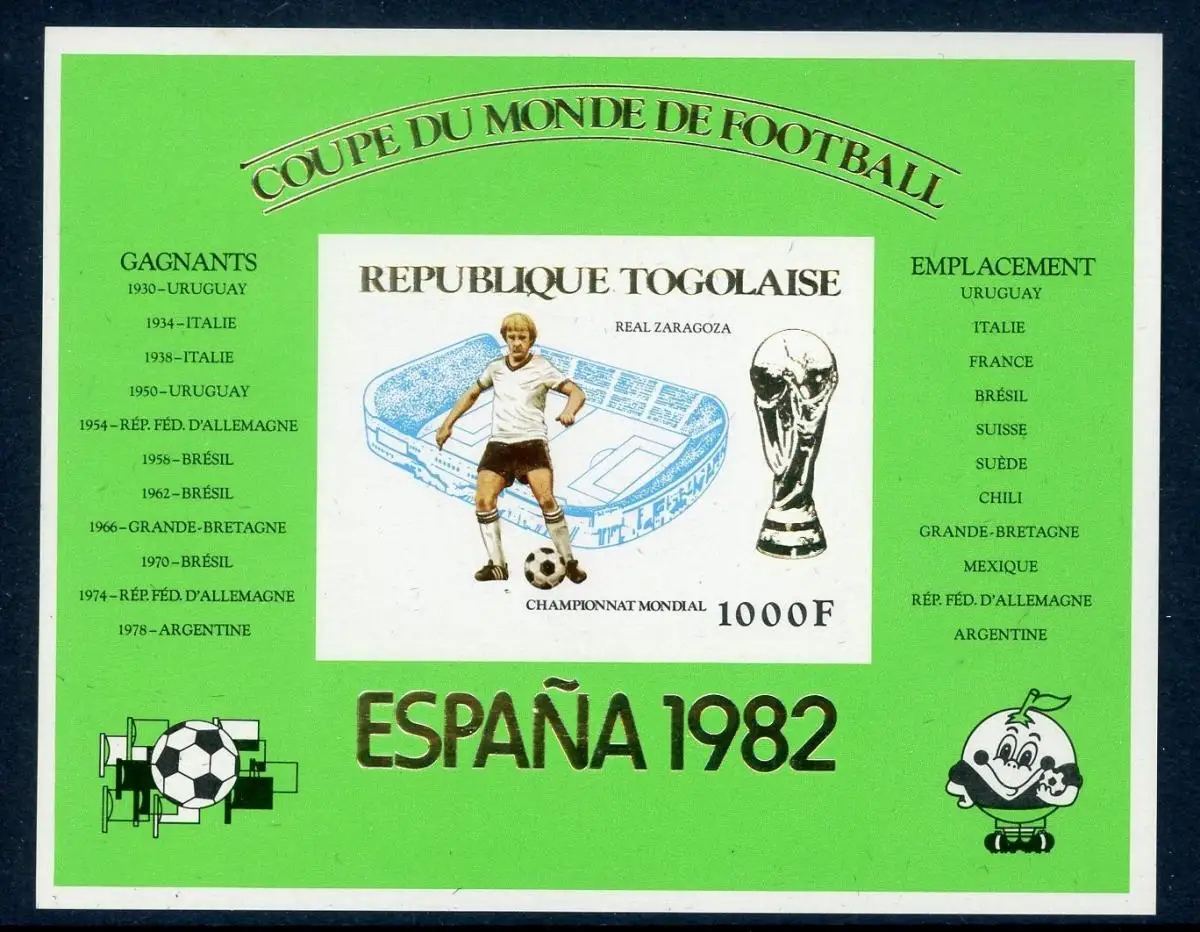 COUPE DU MONDE DE FOOTBALL
GAGNANTS
1930–URUGUAY
1934–ITALIE
1938–ITALIE
1950–URUGUAY
1954–RÉP. FÉD. D'ALLEMAGNE
1958–BRÉSIL
1962–BRÉSIL
1966–GRANDE-BRETAGNE
1970–BRÉSIL
1974–RÉP. FÉD. D'ALLEMAGNE
1978–ARGENTINE
REPUBLIQUE TOGOLAISE
REAL ZARAGOZA
CHAMPIONNAT MONDIAL 1000F
EMPLACEMENT
URUGUAY
ITALIE
FRANCE
BRÉSIL
SUISSE
SUÈDE
CHILI
GRANDE-BRETAGNE
MEXIQUE
RÉP. FÉD. D'ALLEMAGNE
ARGENTINE
ESPAÑA 1982